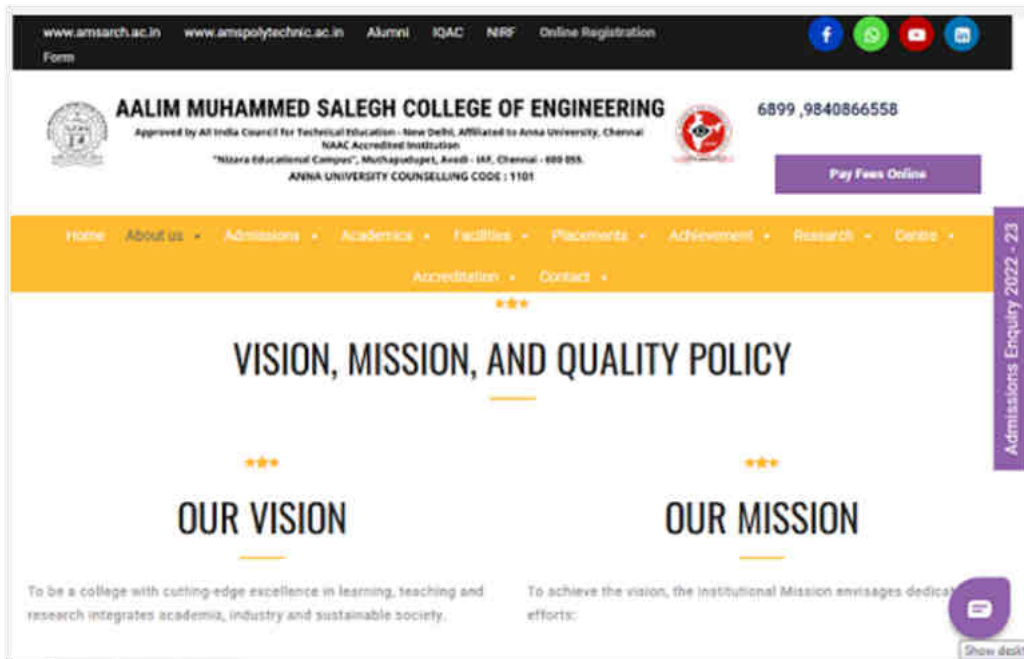 www.amsarch.ac.in www.amspolytechnic.ac.in Alumni IQAC NIRF Online Registration
Form
AALIM MUHAMMED SALEGH COLLEGE OF ENGINEERING
6899 ,9840866558
Approved by All India Council for Technical Education - New Delhi, Affiliated to Anna University, Chennai
NAAC Accredited Institution
"Nizara Educational Campus", Muthapudupet, Avadi - IAF, Chennai - 600 055.
ANNA UNIVERSITY COUNSELLING CODE : 1101
Pay Fees Online
Home About us Admissions Academics Facilities Placements Achievement Research Centre
Accreditation Contact
Admissions Enquiry 2022 - 23
VISION, MISSION, AND QUALITY POLICY
OUR VISION
To be a college with cutting-edge excellence in learning, teaching and
research integrates academia, industry and sustainable society.
OUR MISSION
To achieve the vision, the institutional Mission envisages
efforts:
Show